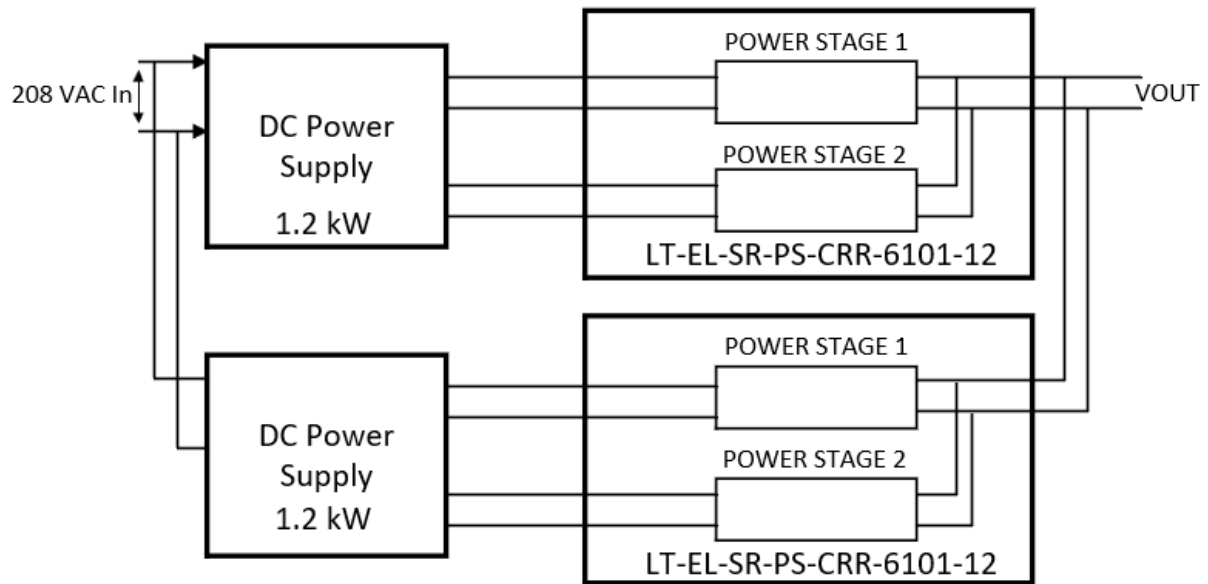 208 VAC In
DC Power
Supply
1.2 kW
POWER STAGE 1
POWER STAGE 2
LT-EL-SR-PS-CRR-6101-12
VOUT
DC Power
Supply
1.2 kW
POWER STAGE 1
POWER STAGE 2
LT-EL-SR-PS-CRR-6101-12